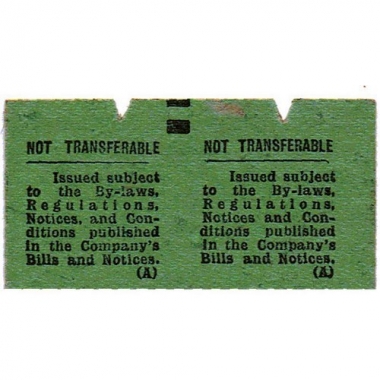 NOT TRANSFERABLE
Issued subject
to the By-laws,
Regulations,
Notices, and Con-
ditions published
in the Company's
Bills and Notices.
(A)
NOT TRANSFERABLE
Issued subject
to the By-laws,
Regulations,
Notices and Con-
ditions published
in the Company's
Bills and Notices.
(A)